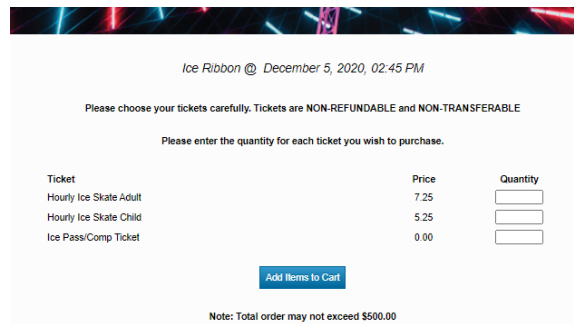 Ice Ribbon @ December 5, 2020, 02:45 PM
Please choose your tickets carefully. Tickets are NON-REFUNDABLE and NON-TRANSFERABLE
Please enter the quantity for each ticket you wish to purchase.
Ticket Price Quantity
Hourly Ice Skate Adult 7.25
Hourly Ice Skate Child 5.25
Ice Pass/Comp Ticket 0.00
Add Items to Cart
Note: Total order may not exceed $500.00